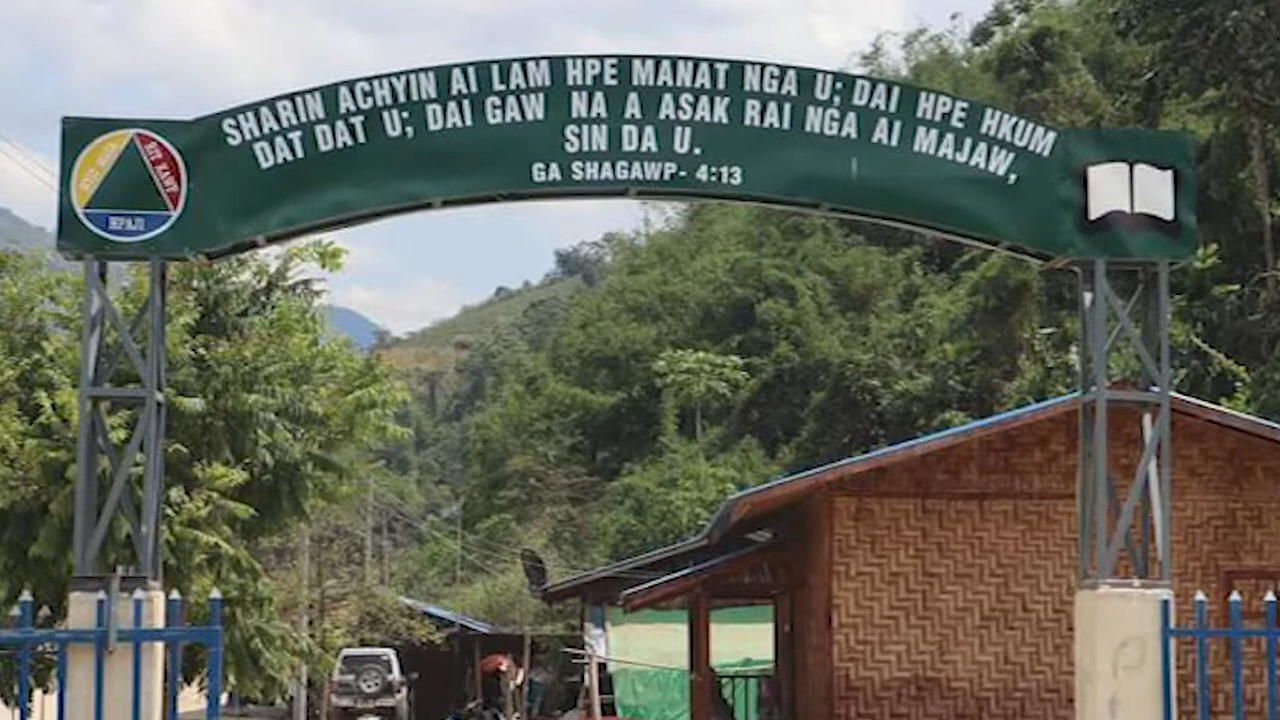 SHARIN ACHYIN AI LAM HPE MANAT NGA U; DAI HPE HKUM
DAT DAT U; DAI GAW NA A ASAK RAI NGA AI MAJAW,
SIN DA U.
GA SHAGAWP- 4:13
HPAJI